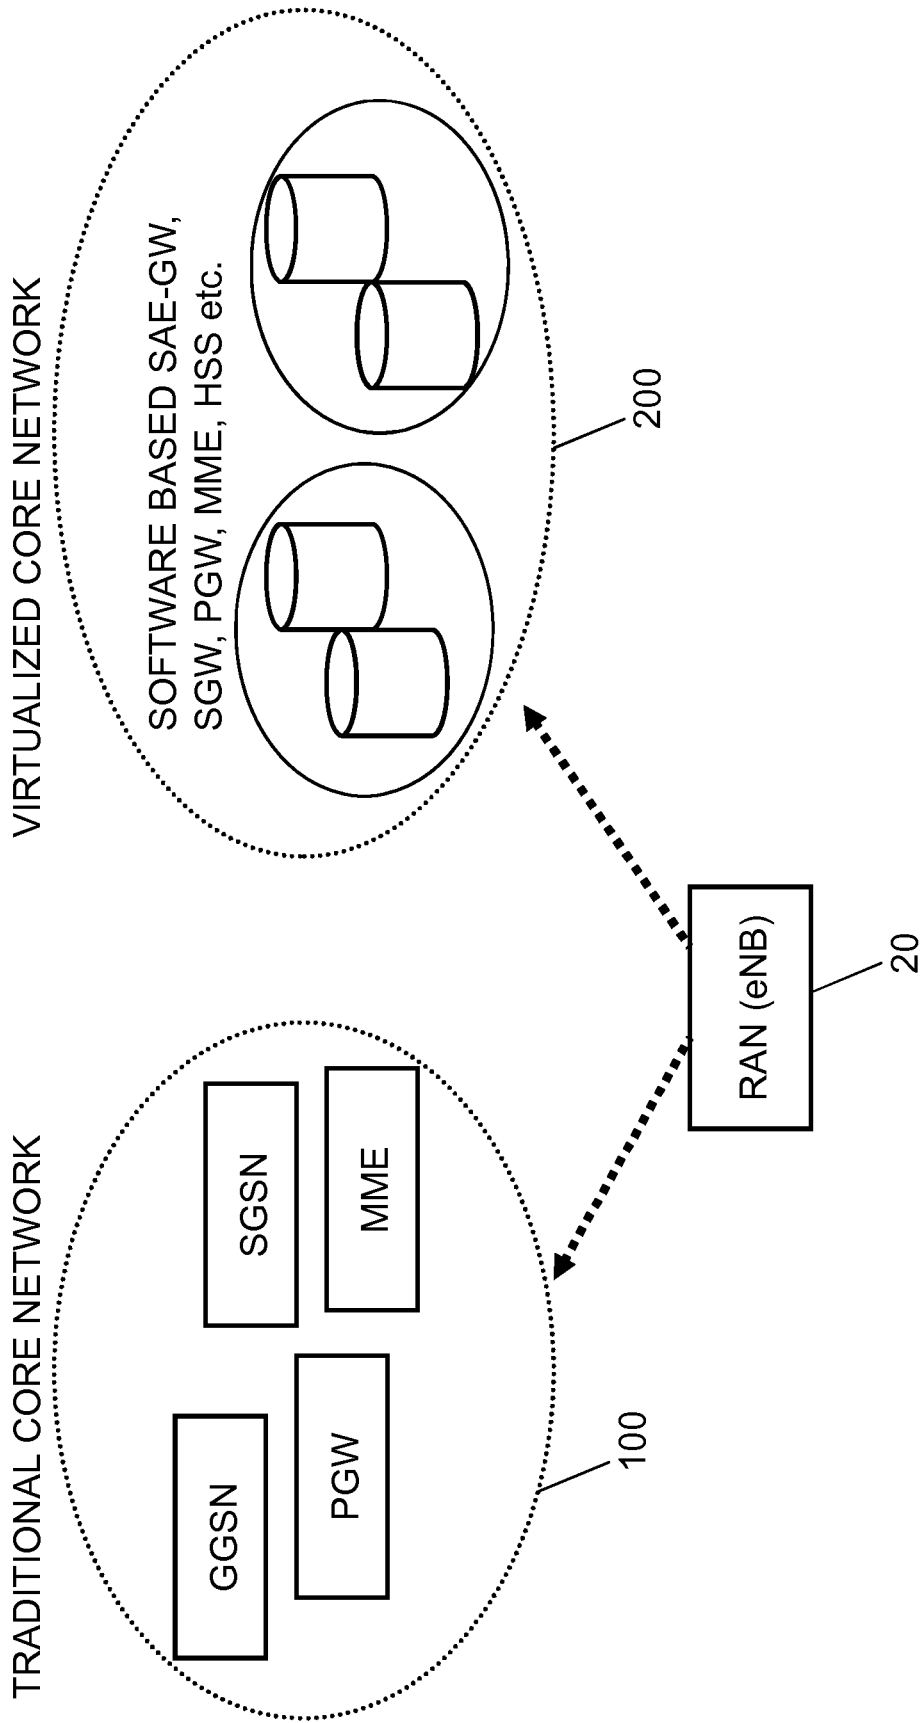 TRADITIONAL CORE NETWORK
GGSN
SGSN
PGW
MME
100
VIRTUALIZED CORE NETWORK
SOFTWARE BASED SAE-GW,
SGW, PGW, MME, HSS etc.
200
RAN (eNB)
20